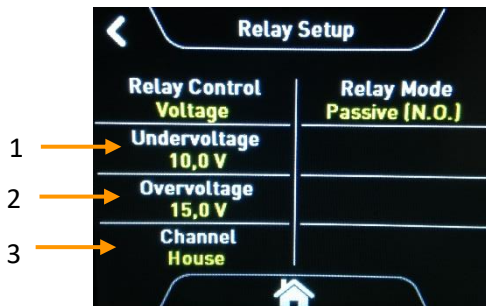 Relay Setup
Relay Control
Voltage
Relay Mode
Passive (N.O.)
1
Undervoltage
10,0 V
2
Overvoltage
15,0 V
3
Channel
House